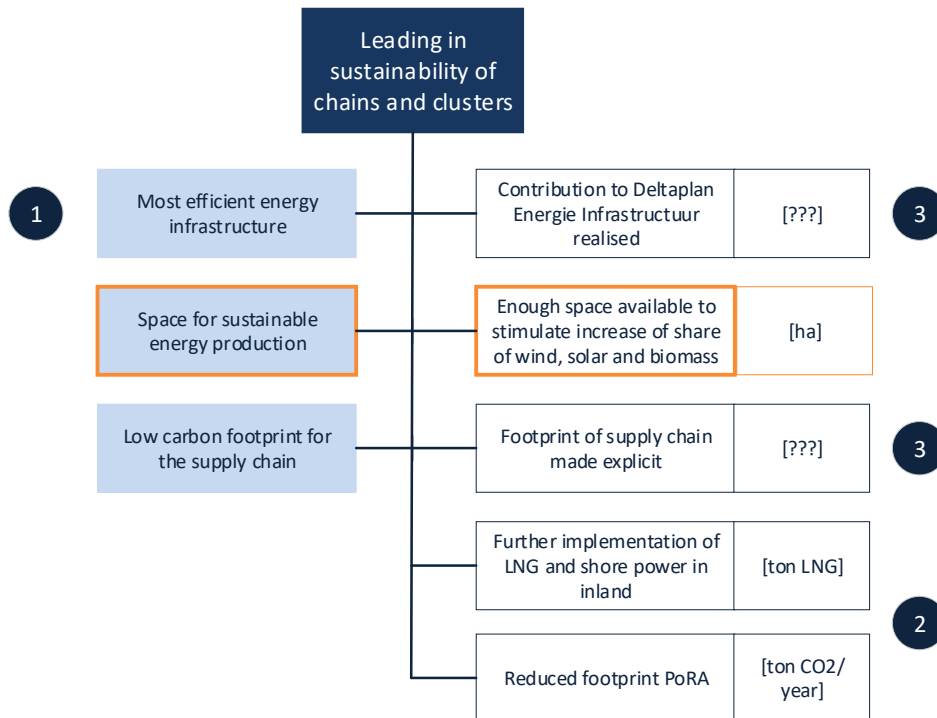 Leading in
sustainability of
chains and clusters
1
Most efficient energy
infrastructure
Contribution to Deltaplan
Energie Infrastructuur
realised
[???]
3
Space for sustainable
energy production
Enough space available to
stimulate increase of share
of wind, solar and biomass
[ha]
Low carbon footprint for
the supply chain
Footprint of supply chain
made explicit
[???]
3
Further implementation of
LNG and shore power in
inland
[ton LNG]
2
Reduced footprint PoRA
[ton CO2/
year]